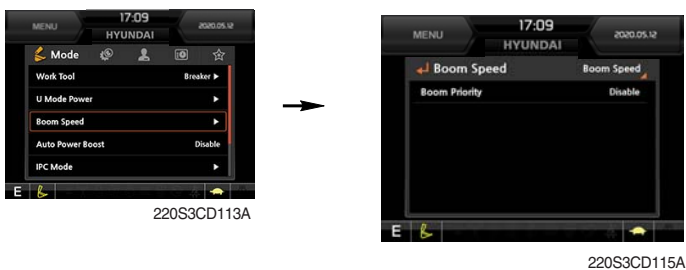 MENU
17:09
2020.05.12
HYUNDAI
Mode
Work Tool Breaker ▶
U Mode Power ▶
Boom Speed ▶
Auto Power Boost Disable
IPC Mode ▶
E
220S3CD113A
MENU
17:09
2020.05.12
HYUNDAI
Boom Speed Boom Speed
Boom Priority Disable
E
220S3CD115A